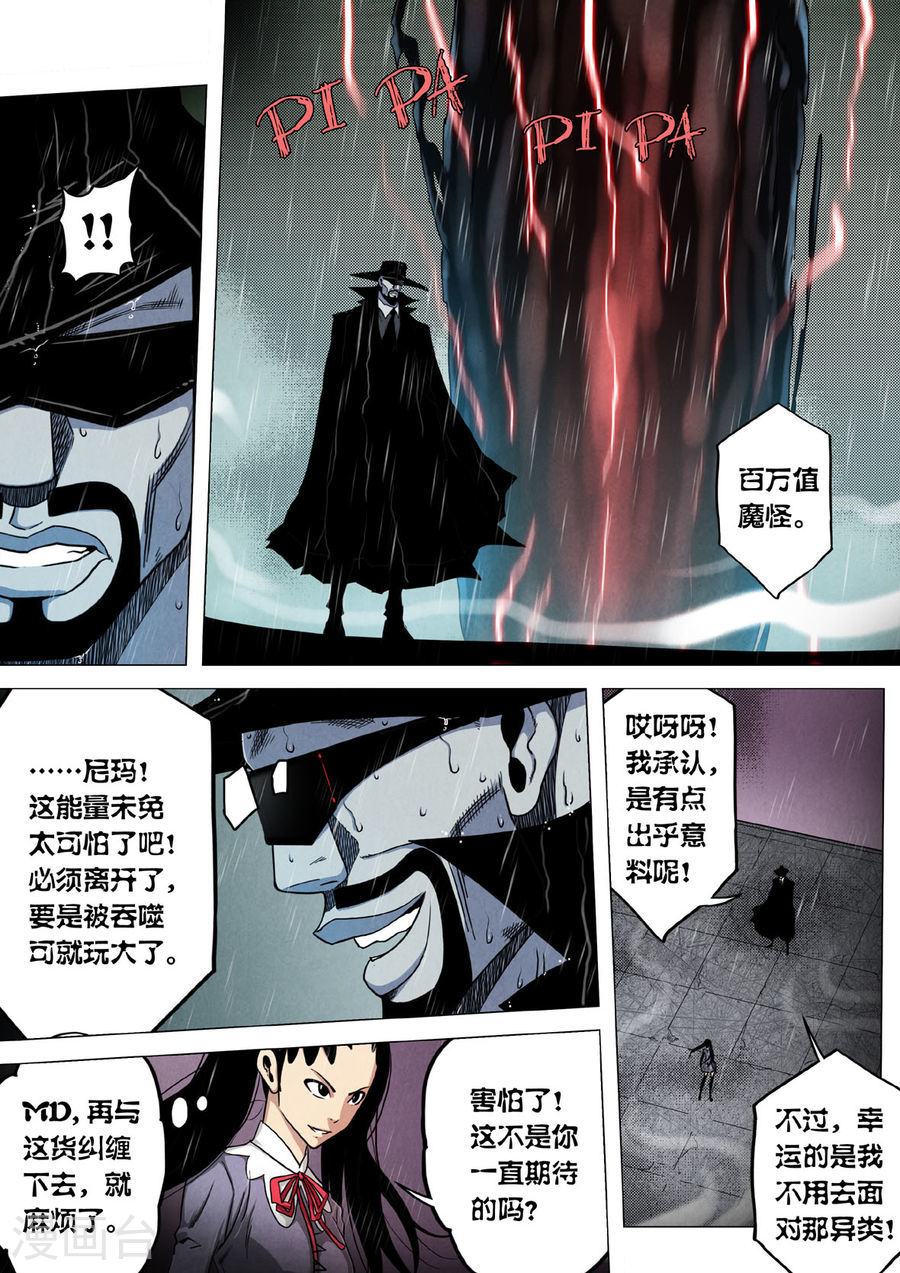 PI PA
PI PA
!!
百万值
魔怪。
……尼玛！
这能量未免
太可怕了吧！
必须离开了，
要是被吞噬
可就玩大了。
哎呀呀！
我承认，
是有点
出乎意
料呢！
不过，幸
运的是我
不用去面
对那异类！
害怕了！
这不是你
一直期待
的吗？
MD，再与
这货纠缠
下去，就
麻烦了。
漫画台